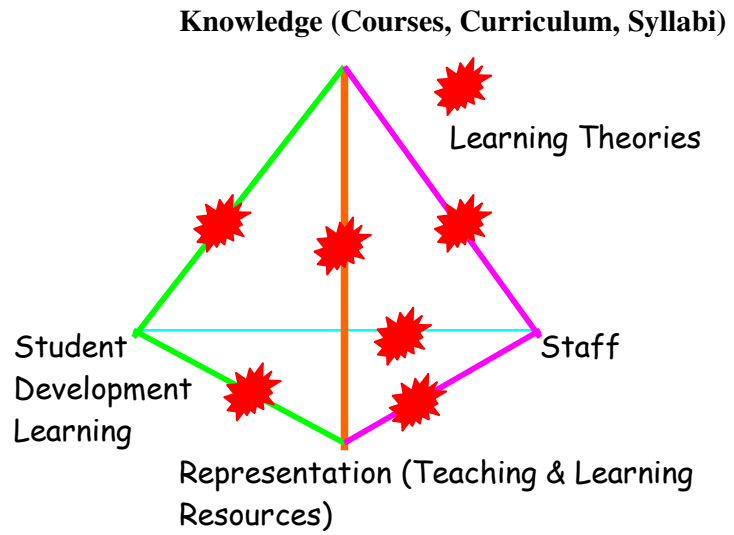 Knowledge (Courses, Curriculum, Syllabi)
Learning Theories
Student
Development
Learning
Staff
Representation (Teaching & Learning
Resources)